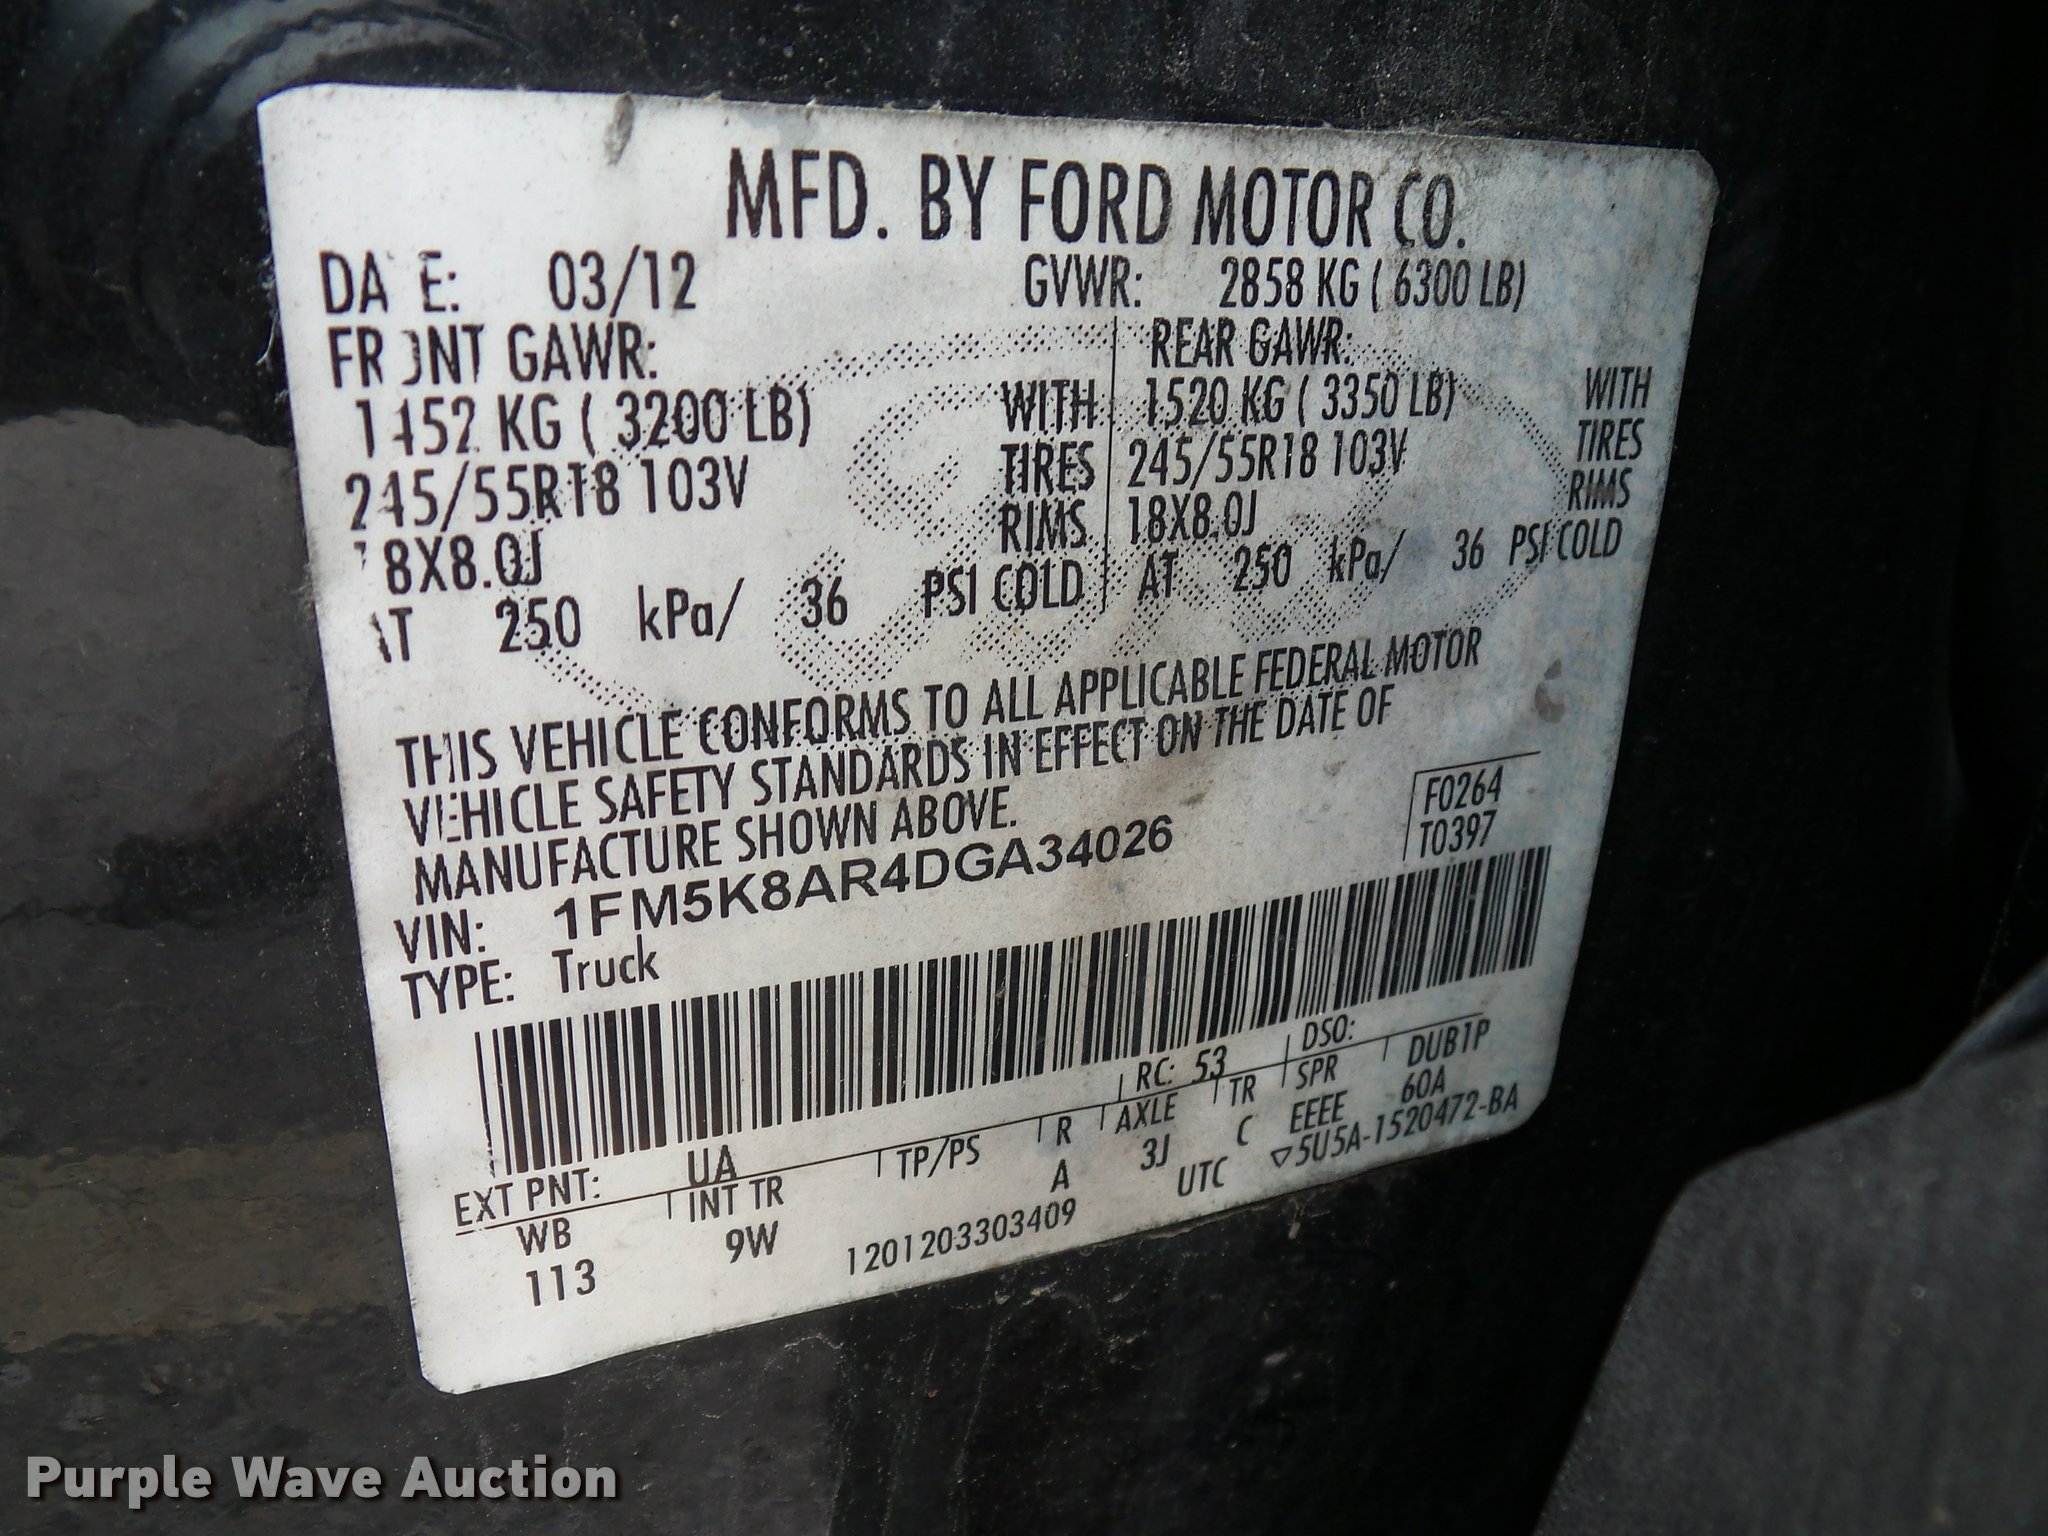 MFD. BY FORD MOTOR CO.
DATE: 03/12 GVWR: 2858 KG ( 6300 LB)
FRONT GAWR: REAR GAWR:
1452 KG ( 3200 LB) WITH 1520 KG ( 3350 LB) WITH
245/55R18 103V TIRES 245/55R18 103V TIRES
18X8.0J RIMS 18X8.0J RIMS
AT 250 kPa/ 36 PSI COLD AT 250 kPa/ 36 PSI COLD
THIS VEHICLE CONFORMS TO ALL APPLICABLE FEDERAL MOTOR
VEHICLE SAFETY STANDARDS IN EFFECT ON THE DATE OF
MANUFACTURE SHOWN ABOVE.
F0264
T0397
VIN: 1FM5K8AR4DGA34026
TYPE: Truck
EXT PNT: UA RC: 53 DSO:
WB INT TR TP/PS R AXLE TR SPR DUB1P
113 9W A 3J C EEEE 60A
1201203303409 UTC ▽5U5A-1520472-BA
Purple Wave Auction